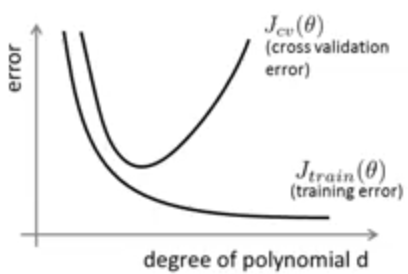 J_cv(θ)
(cross validation
error)
error
J_train(θ)
(training error)
degree of polynomial d